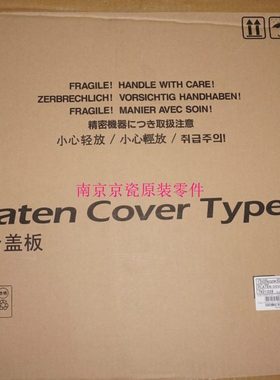 FRAGILE! HANDLE WITH CARE!
ZERBRECHLICH! VORSICHTIG HANDHABEN!
FRAGILE! MANIER AVEC SOIN!
精密機器につき取扱注意
小心轻放 / 小心輕放 / 취급주의!
南京京瓷原装零件
aten Cover Type
盖板